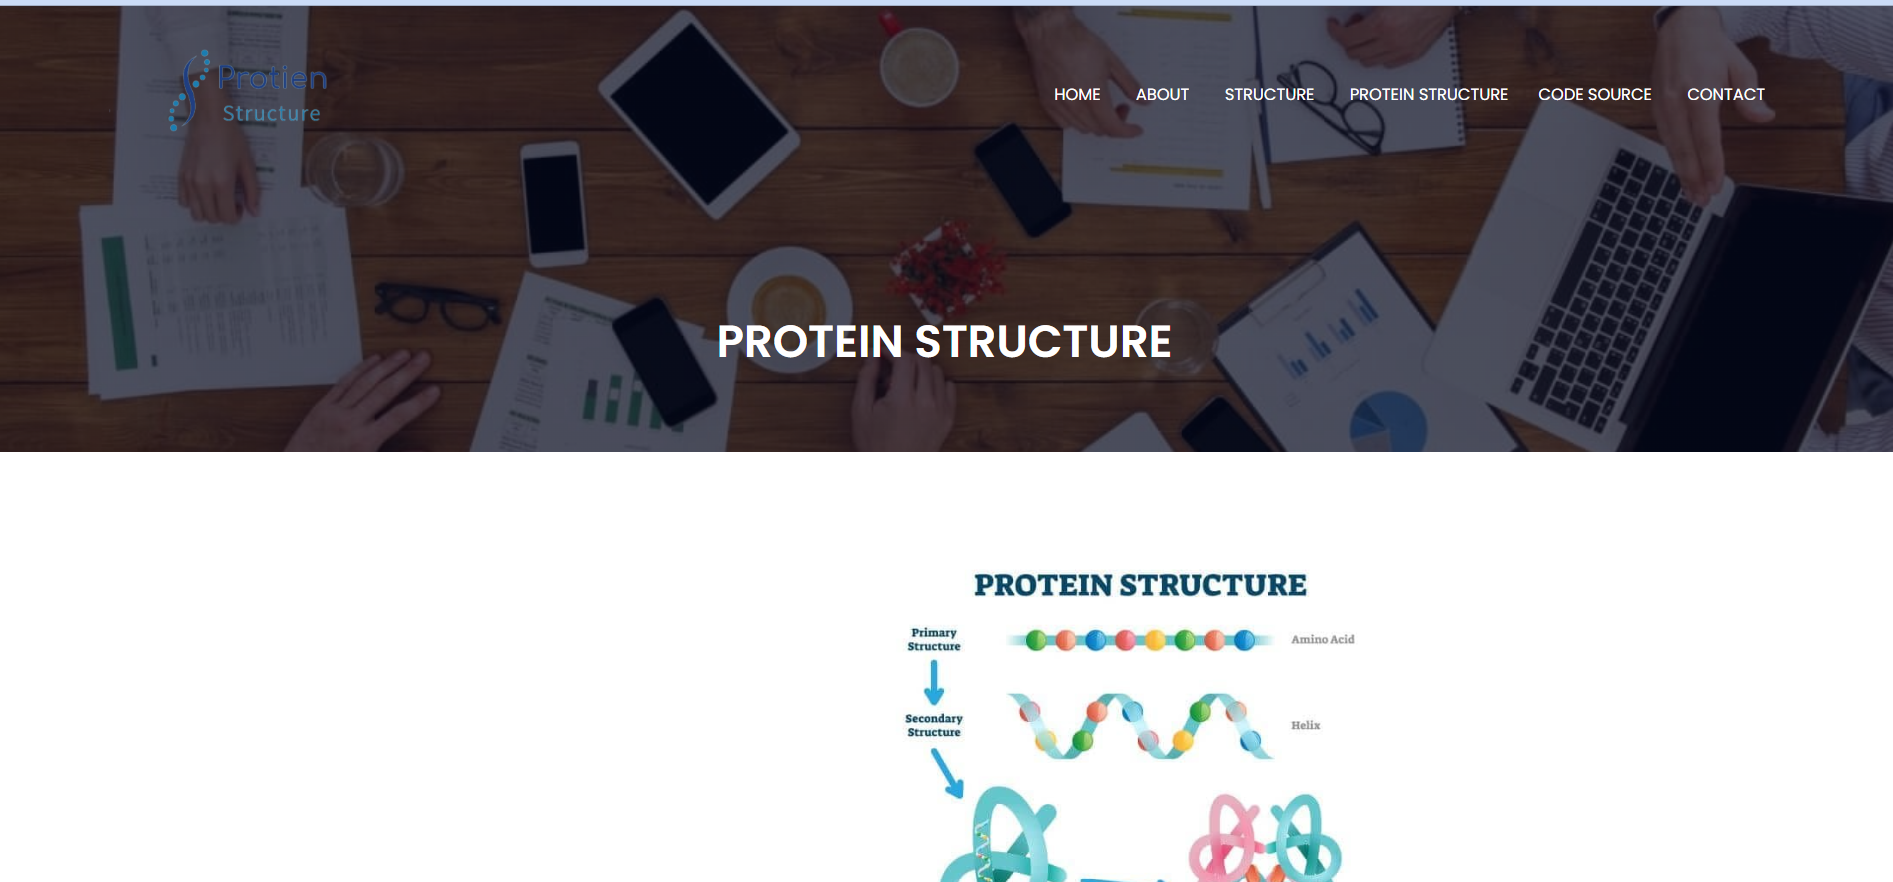 Protien
Structure
HOME ABOUT STRUCTURE PROTEIN STRUCTURE CODE SOURCE CONTACT
PROTEIN STRUCTURE
PROTEIN STRUCTURE
Primary
Structure
Amino Acid
Secondary
Structure
Helix